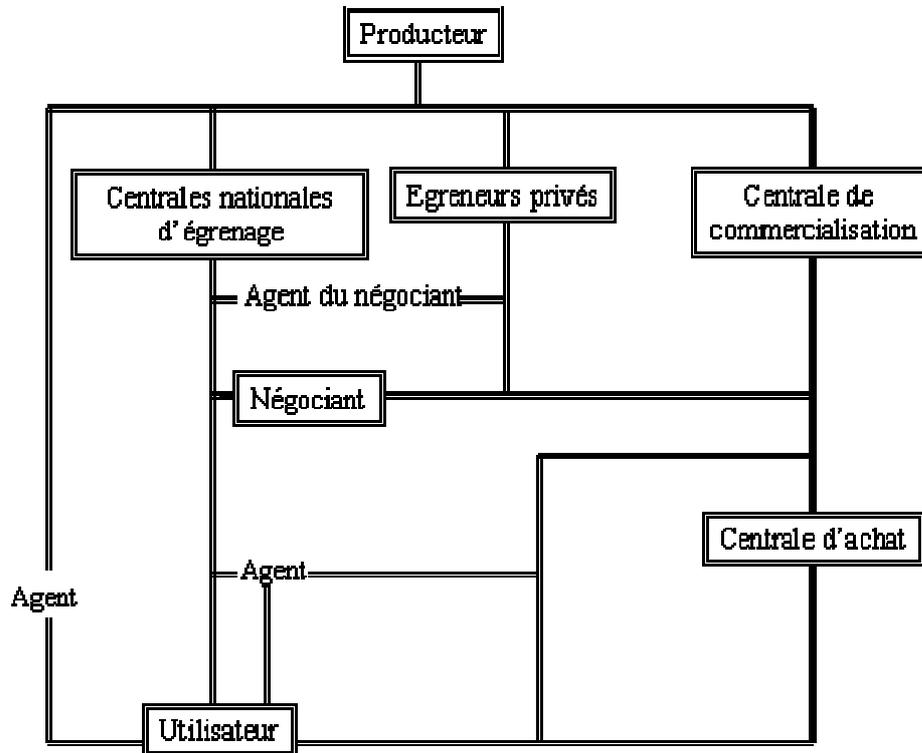 Producteur
Centrales nationales
d'égrenage
Egreneurs privés
Centrale de
commercialisation
Agent du négociant
Négociant
Centrale d'achat
Agent
Agent
Utilisateur